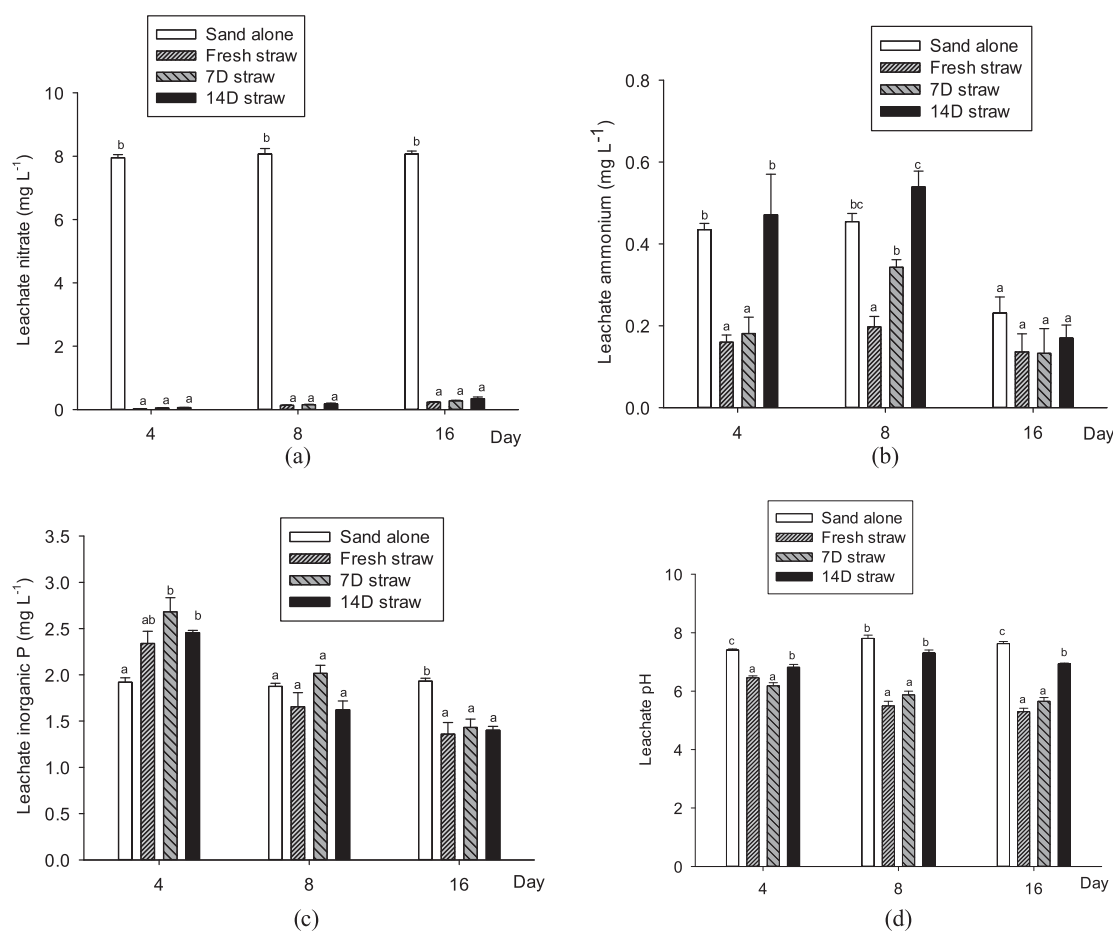 Sand alone
Fresh straw
7D straw
14D straw
Leachate nitrate (mg L-1)
10
8
6
4
2
0
b
a
a
a
b
a
a
a
b
a
a
a
4
8
16
Day
(a)
Sand alone
Fresh straw
7D straw
14D straw
Leachate ammonium (mg L-1)
0.8
0.6
0.4
0.2
0.0
b
a
a
b
bc
a
b
c
a
a
a
a
4
8
16
Day
(b)
Sand alone
Fresh straw
7D straw
14D straw
Leachate inorganic P (mg L-1)
3.5
3.0
2.5
2.0
1.5
1.0
0.5
0.0
a
ab
b
b
a
a
a
a
b
a
a
a
4
8
16
Day
(c)
Sand alone
Fresh straw
7D straw
14D straw
Leachate pH
10
8
6
4
2
0
c
a
a
b
b
a
a
b
c
a
a
b
4
8
16
Day
(d)